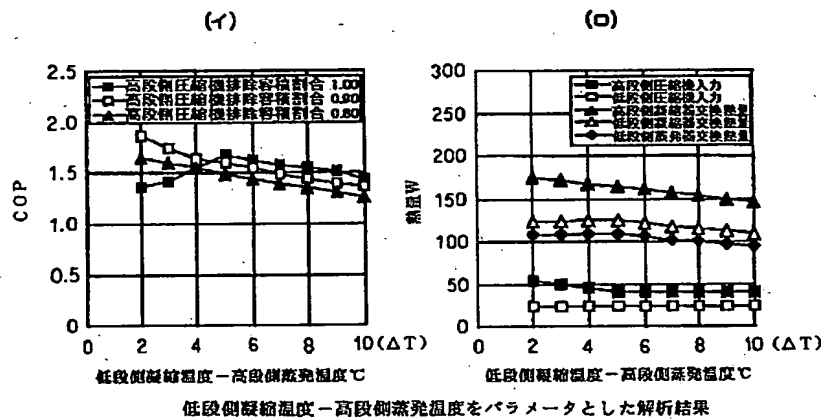 (イ)
2.5
2.0
1.5
1.0
0.5
0
COP
高段側圧縮機排除容積割合 1.00
高段側圧縮機排除容積割合 0.90
高段側圧縮機排除容積割合 0.80
0 2 4 6 8 10(ΔT)
低段側凝縮温度-高段側蒸発温度℃
(ロ)
300
250
200
150
100
50
0
熱量W
高段側圧縮機入力
低段側圧縮機入力
高段側凝縮器交換熱量
低段側凝縮器交換熱量
低段側蒸発器交換熱量
0 2 4 6 8 10(ΔT)
低段側凝縮温度-高段側蒸発温度℃
低段側凝縮温度-高段側蒸発温度をパラメータとした解析結果